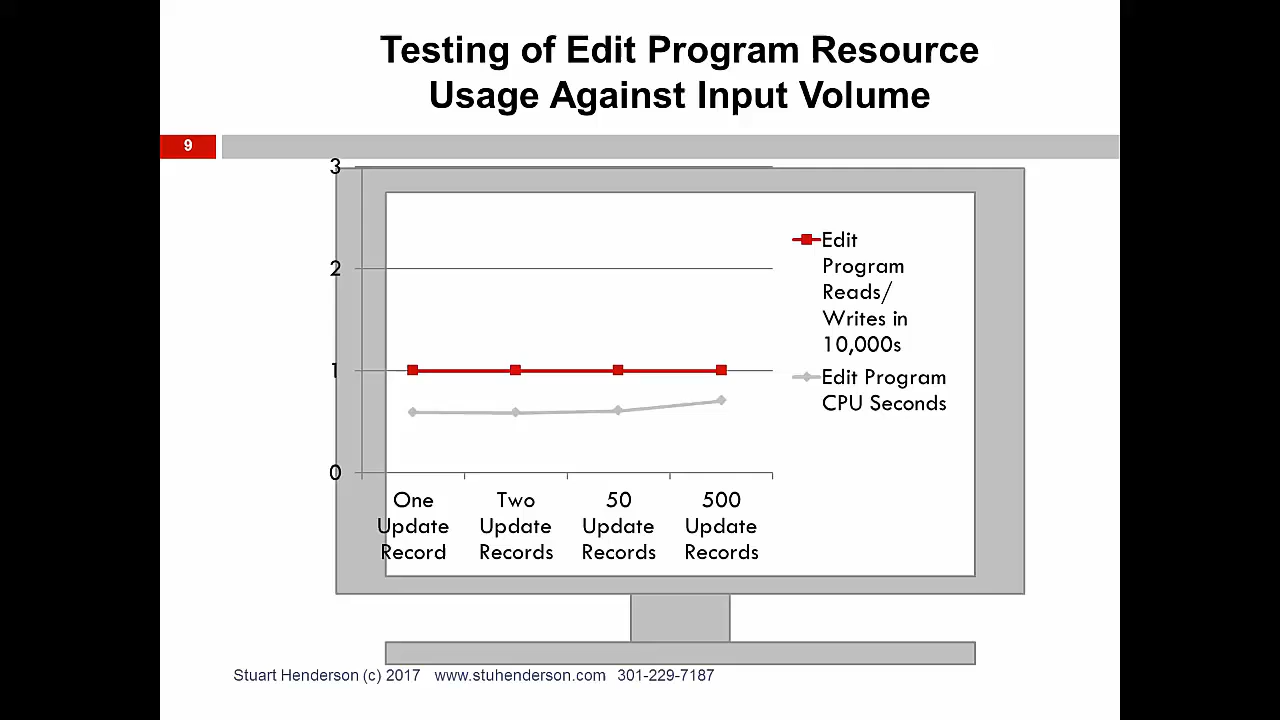 Testing of Edit Program Resource
Usage Against Input Volume
9
3
2
1
0
Edit
Program
Reads/
Writes in
10,000s
Edit Program
CPU Seconds
One
Update
Record
Two
Update
Records
50
Update
Records
500
Update
Records
Stuart Henderson (c) 2017 www.stuhenderson.com 301-229-7187